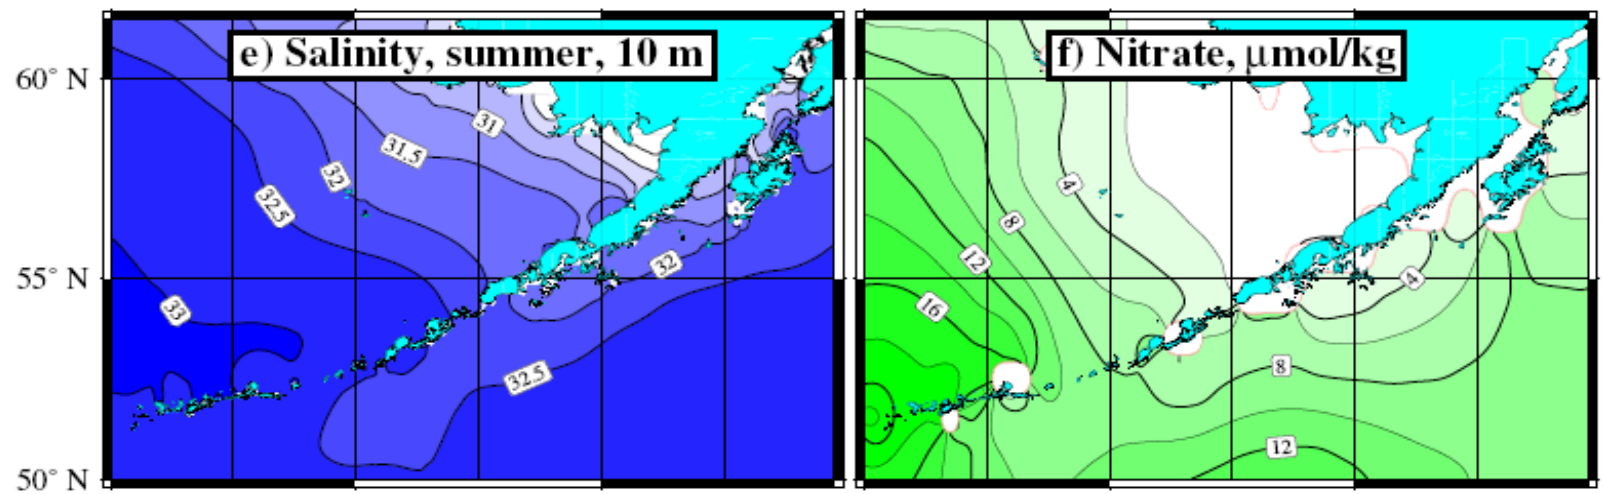 e) Salinity, summer, 10 m
f) Nitrate, μmol/kg
60° N
31
31.5
32
32.5
4
8
12
55° N
32
4
33
16
32.5
8
12
50° N